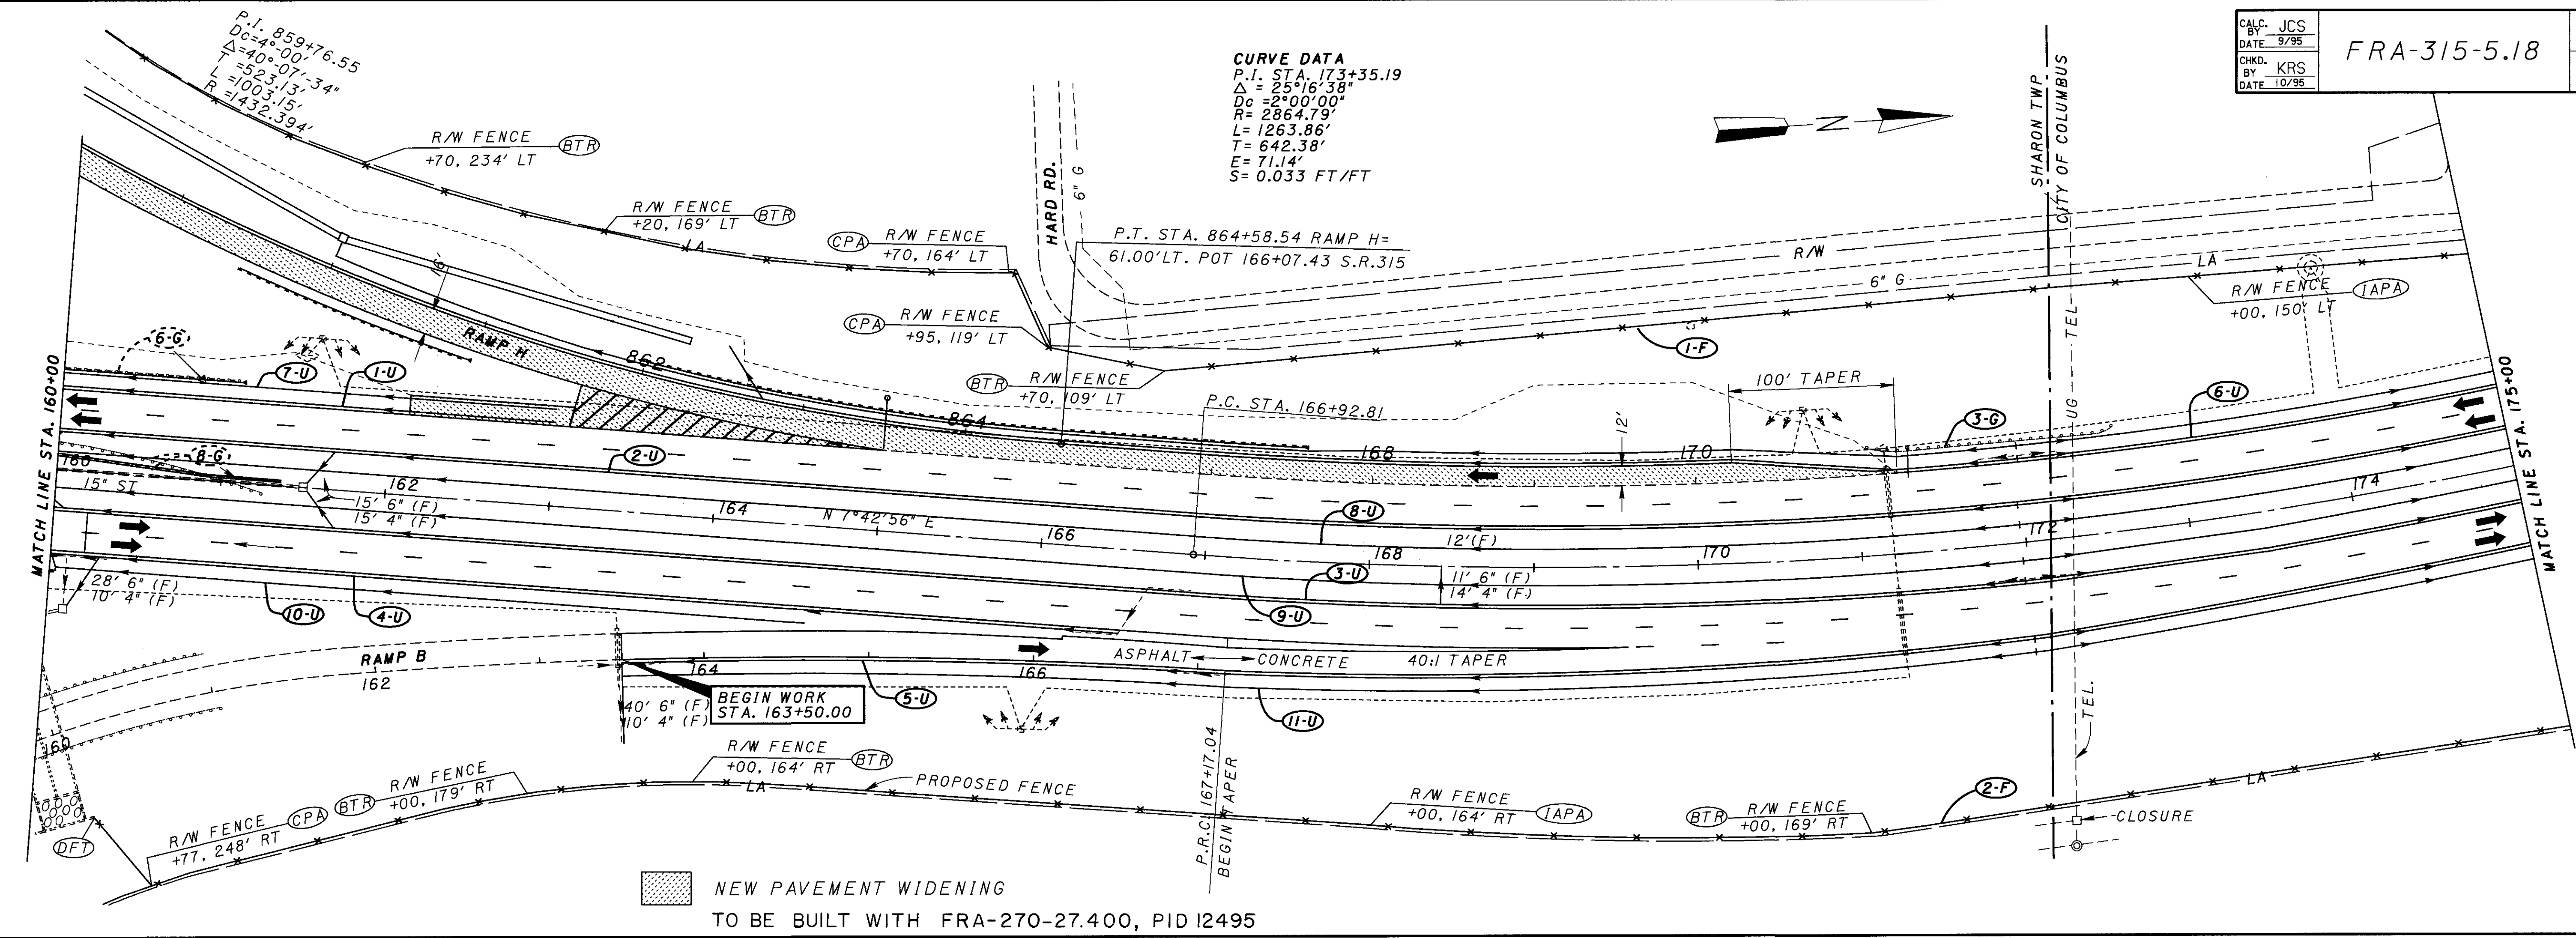 CALC. BY JCS
DATE 9/95
CHKD. BY KRS
DATE 10/95
FRA-315-5.18
P.I. 859+76.55
Dc=4°-00'
Δ=40°-07'-34"
T =523.13'
L =1003.15'
R =1432.394'
CURVE DATA
P.I. STA. 173+35.19
Δ = 25°16'38"
Dc =2°00'00"
R= 2864.79'
L= 1263.86'
T= 642.38'
E= 71.14'
S= 0.033 FT/FT
N
SHARON TWP
CITY OF COLUMBUS
R/W FENCE
+70, 234' LT
BTR
R/W FENCE
+20, 169' LT
BTR
LA
CPA
R/W FENCE
+70, 164' LT
HARD RD.
6" G
P.T. STA. 864+58.54 RAMP H=
61.00'LT. POT 166+07.43 S.R.315
CPA
R/W FENCE
+95, 119' LT
BTR
R/W FENCE
+70, 109' LT
R/W
6" G
LA
R/W FENCE
+00, 150' LT
IAPA
1-F
16'
RAMP H
862
864
P.C. STA. 166+92.81
100' TAPER
12'
UG TEL
MATCH LINE STA. 160+00
MATCH LINE STA. 175+00
6-G
7-U
1-U
3-G
6-U
8-G
2-U
168
170
160
15" ST
162
15' 6" (F)
15' 4" (F)
164
N 7°42'56" E
166
168
170
172
174
8-U
12'(F)
3-U
11' 6" (F)
14' 4" (F)
28' 6" (F)
10' 4" (F)
10-U
4-U
9-U
RAMP B
162
160
164
166
ASPHALT
CONCRETE
40:1 TAPER
BEGIN WORK
STA. 163+50.00
40' 6" (F)
10' 4" (F)
5-U
11-U
TEL.
P.R.C. 167+17.04
BEGIN TAPER
R/W FENCE
+00, 164' RT
BTR
PROPOSED FENCE
LA
BTR
R/W FENCE
+00, 179' RT
R/W FENCE
+77, 248' RT
CPA
DFT
R/W FENCE
+00, 164' RT
IAPA
BTR
R/W FENCE
+00, 169' RT
2-F
LA
CLOSURE
NEW PAVEMENT WIDENING
TO BE BUILT WITH FRA-270-27.400, PID 12495